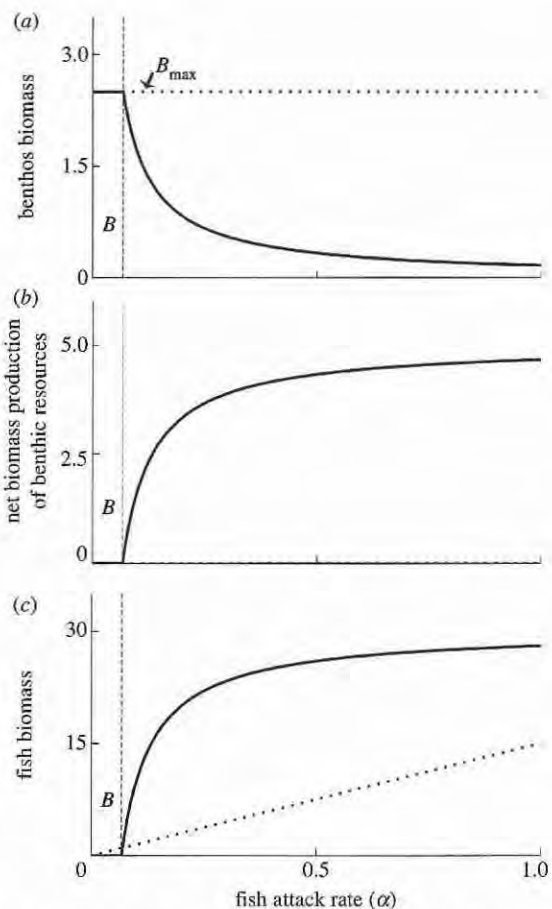 (a)
3.0
B_max
benthos biomass
1.5
B
0
(b)
5.0
net biomass production
of benthic resources
2.5
B
0
(c)
30
fish biomass
15
B
0
0.5
1.0
fish attack rate (α)